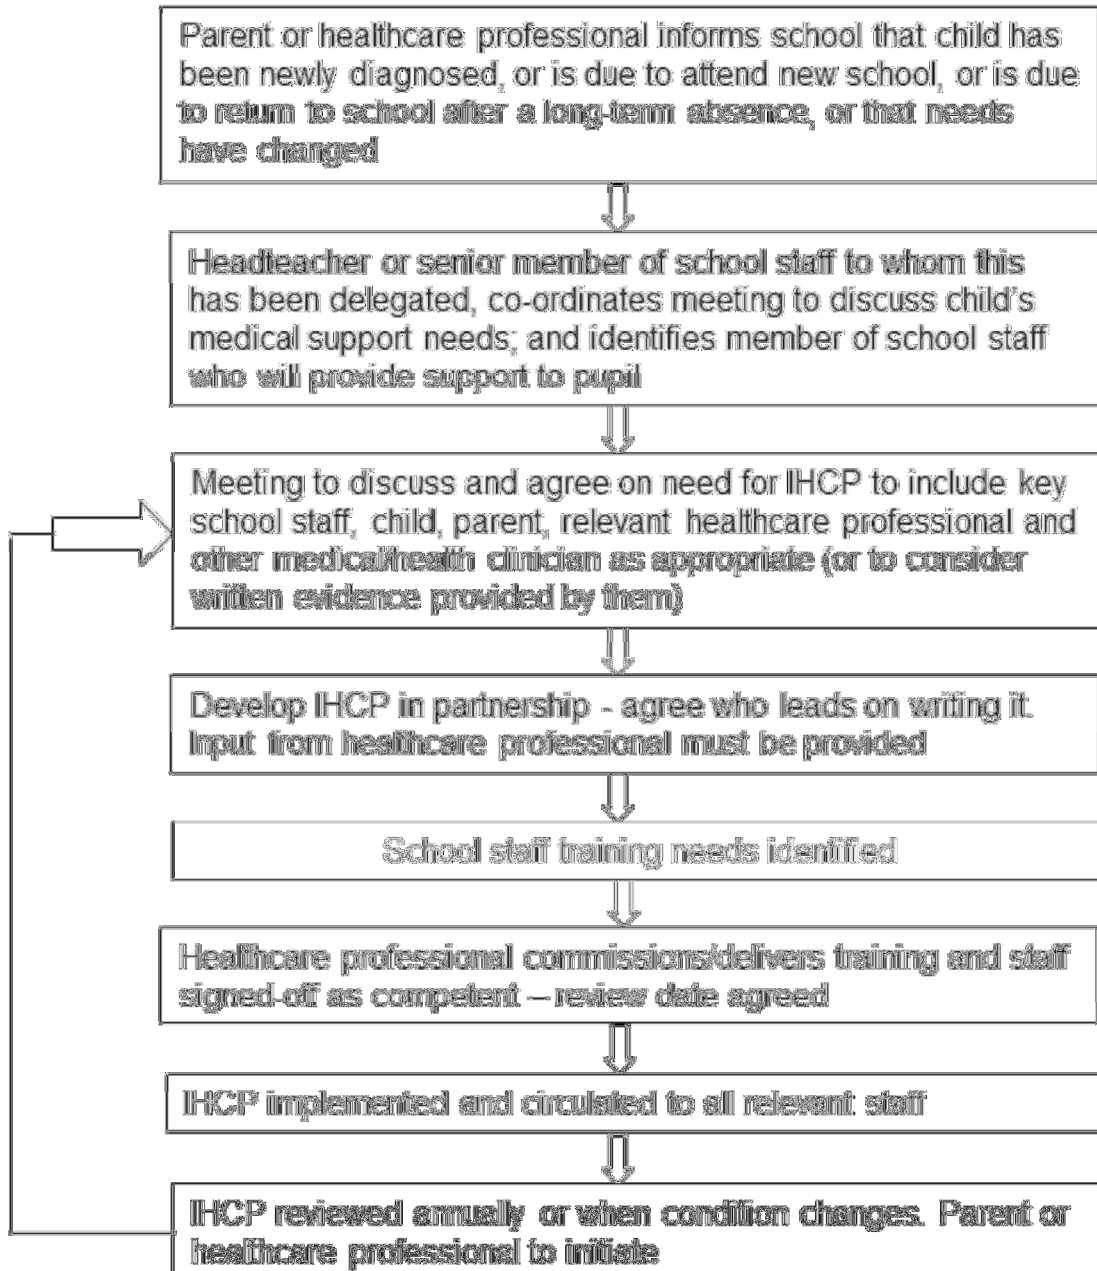 Parent or healthcare professional informs school that child has
been newly diagnosed, or is due to attend new school, or is due
to return to school after a long-term absence, or that needs
have changed
Headteacher or senior member of school staff to whom this
has been delegated, co-ordinates meeting to discuss child's
medical support needs; and identifies member of school staff
who will provide support to pupil
Meeting to discuss and agree on need for IHCP to include key
school staff, child, parent, relevant healthcare professional and
other medical/health clinician as appropriate (or to consider
written evidence provided by them)
Develop IHCP in partnership - agree who leads on writing it.
Input from healthcare professional must be provided
School staff training needs identified
Healthcare professional commissions/delivers training and staff
signed-off as competent – review date agreed
IHCP implemented and circulated to all relevant staff
IHCP reviewed annually or when condition changes. Parent or
healthcare professional to initiate